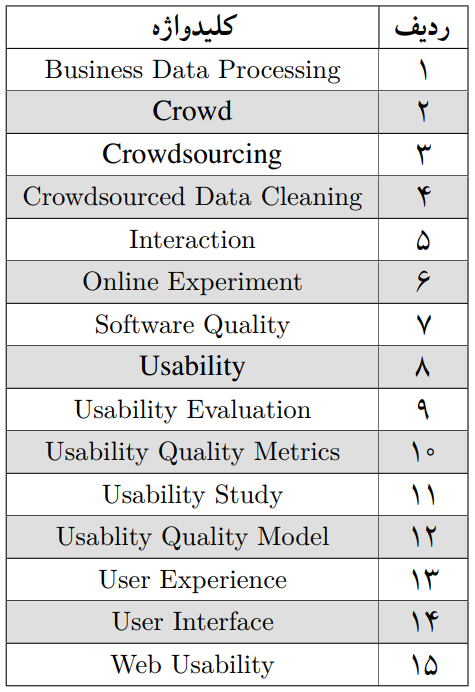 ردیف کلیدواژه
۱ Business Data Processing
۲ Crowd
۳ Crowdsourcing
۴ Crowdsourced Data Cleaning
۵ Interaction
۶ Online Experiment
۷ Software Quality
۸ Usability
۹ Usability Evaluation
۱۰ Usability Quality Metrics
۱۱ Usability Study
۱۲ Usablity Quality Model
۱۳ User Experience
۱۴ User Interface
۱۵ Web Usability